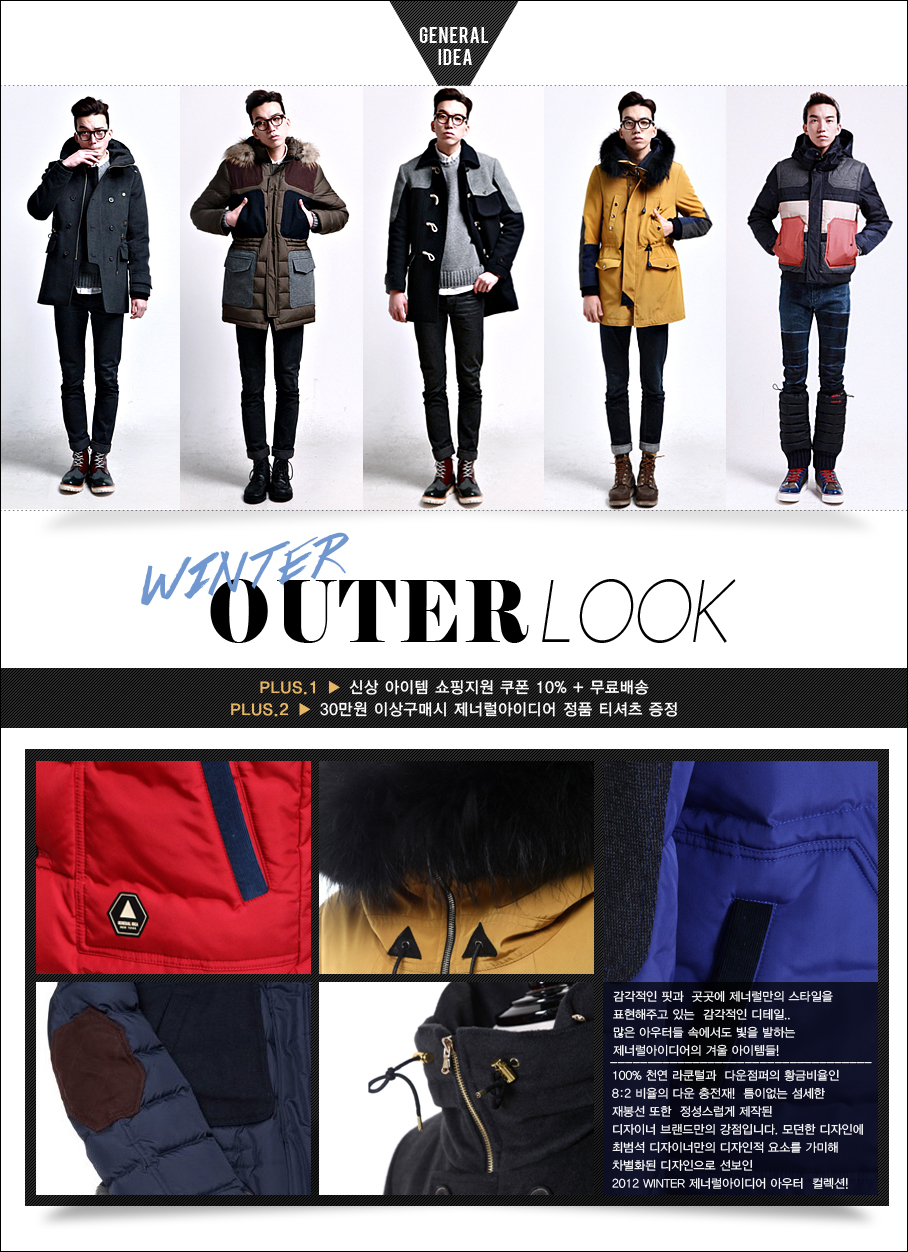 GENERAL
IDEA
WINTER
OUTER LOOK
PLUS.1 ▶ 신상 아이템 쇼핑지원 쿠폰 10% + 무료배송
PLUS.2 ▶ 30만원 이상구매시 제너럴아이디어 정품 티셔츠 증정
GENERAL IDEA
NEW YORK
감각적인 핏과 곳곳에 제너럴만의 스타일을
표현해주고 있는 감각적인 디테일..
많은 아우터들 속에서도 빛을 발하는
제너럴아이디어의 겨울 아이템들!
100% 천연 라쿤털과 다운점퍼의 황금비율인
8:2 비율의 다운 충전재! 틈이없는 섬세한
재봉선 또한 정성스럽게 제작된
디자이너 브랜드만의 강점입니다. 모던한 디자인에
최범석 디자이너만의 디자인적 요소를 가미해
차별화된 디자인으로 선보인
2012 WINTER 제너럴아이디어 아우터 컬렉션!